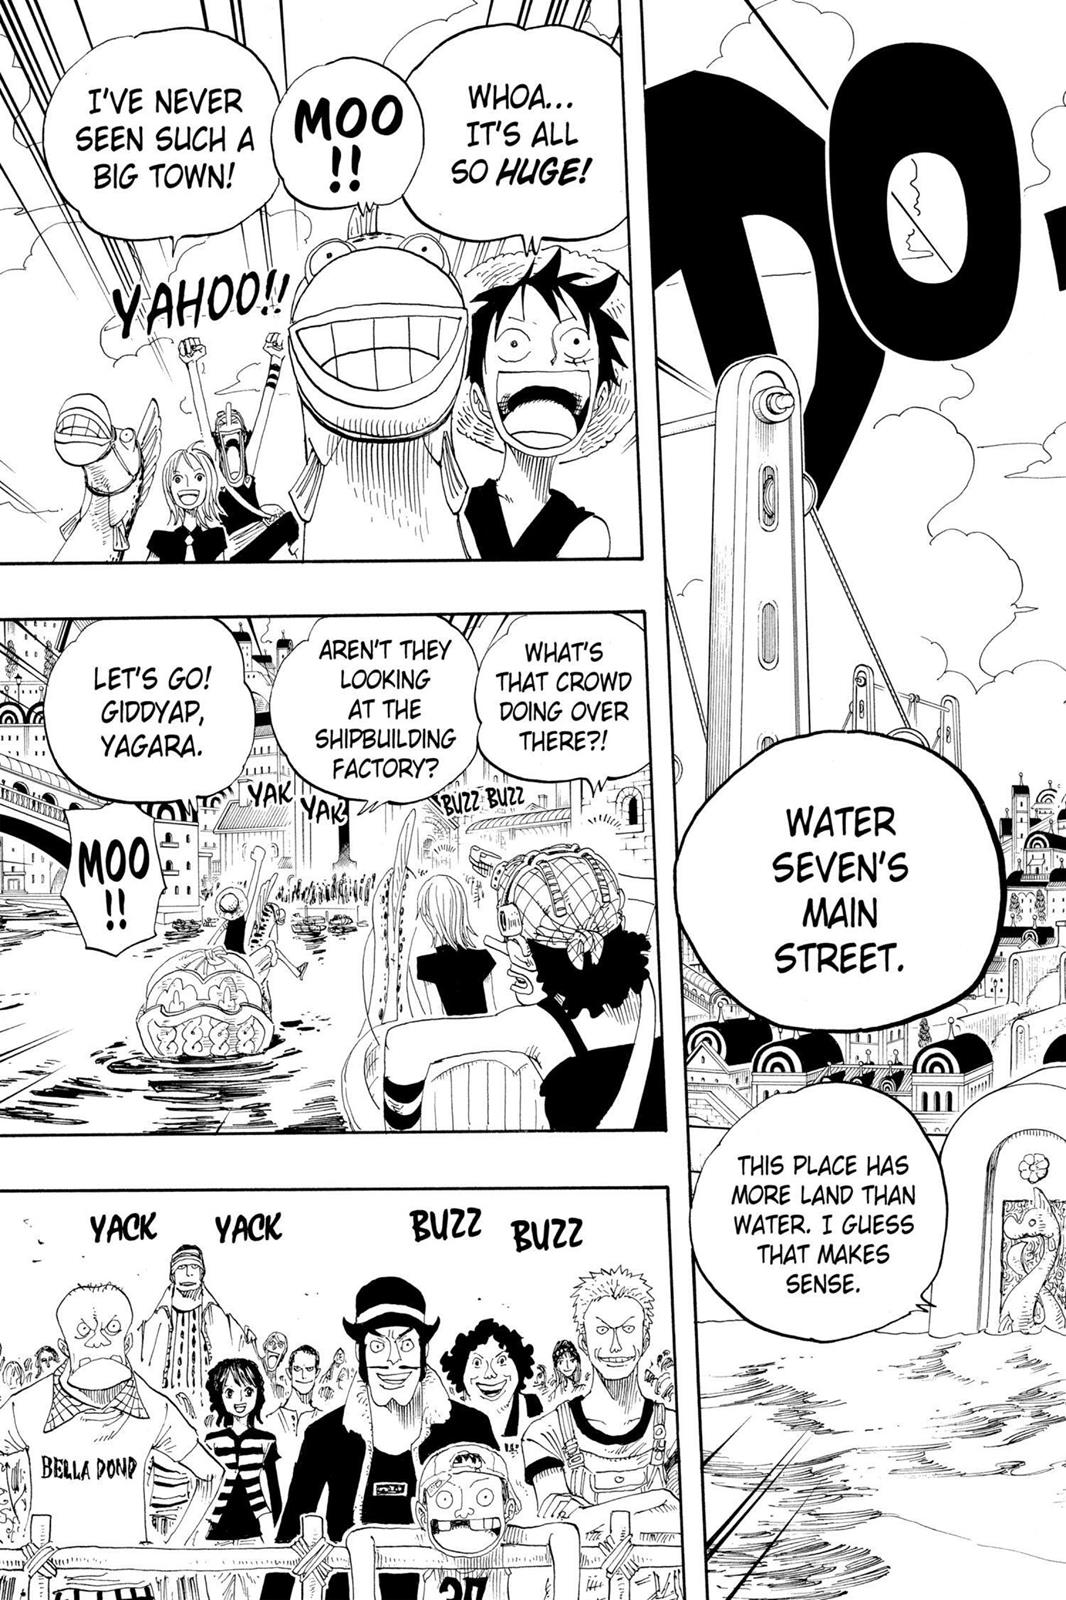 WATER
SEVEN'S
MAIN
STREET.
THIS PLACE HAS
MORE LAND THAN
WATER. I GUESS
THAT MAKES
SENSE.
WHOA...
IT'S ALL
SO HUGE!
MOO
!!
I'VE NEVER
SEEN SUCH A
BIG TOWN!
YAHOO!!
WHAT'S
THAT CROWD
DOING OVER
THERE?!
AREN'T THEY
LOOKING
AT THE
SHIPBUILDING
FACTORY?
LET'S GO!
GIDDYAP,
YAGARA.
BUZZ BUZZ
YAK
YAK
MOO
!!
BUZZ
BUZZ
YACK
YACK
BELLA DOND